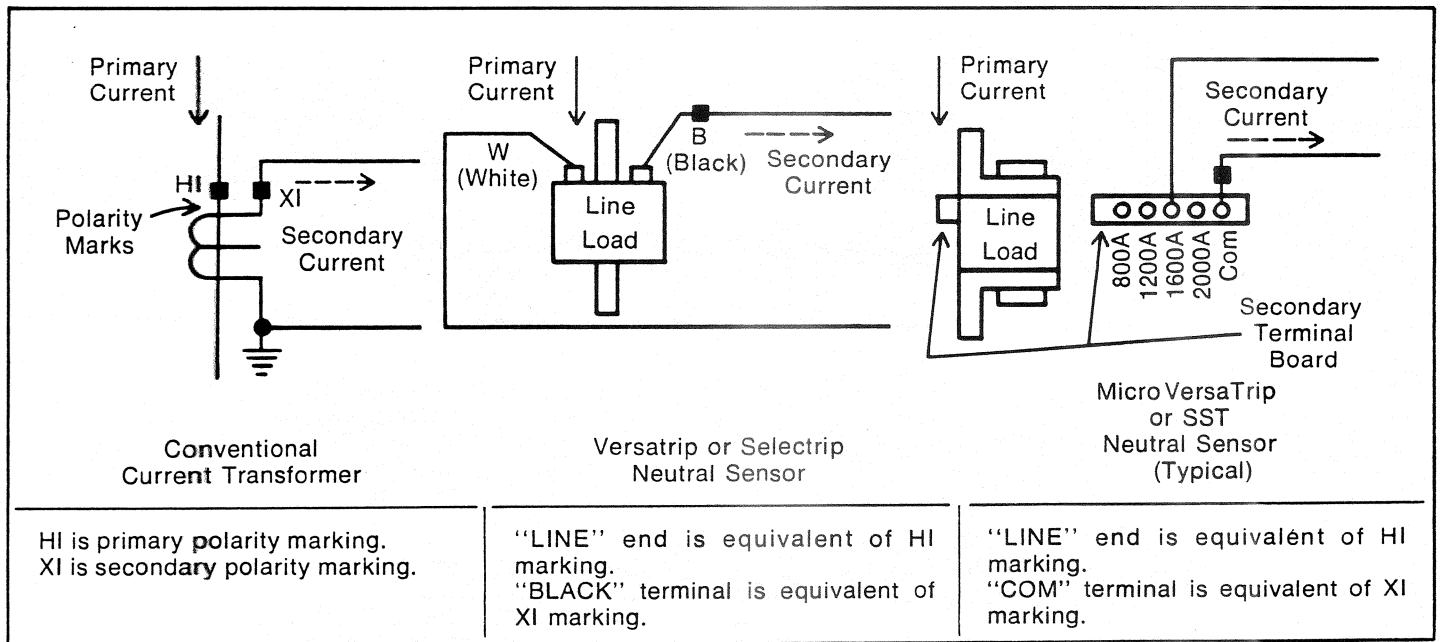 Primary
Current
HI
XI
Polarity
Marks
Secondary
Current
Conventional
Current Transformer
Primary
Current
W
(White)
B
(Black)
Secondary
Current
Line
Load
Versatrip or Selectrip
Neutral Sensor
Primary
Current
Line
Load
Secondary
Current
800A
1200A
1600A
2000A
Com
Secondary
Terminal
Board
Micro VersaTrip
or SST
Neutral Sensor
(Typical)
HI is primary polarity marking.
XI is secondary polarity marking.
“LINE” end is equivalent of HI
marking.
“BLACK” terminal is equivalent of
XI marking.
“LINE” end is equivalent of HI
marking.
“COM” terminal is equivalent of XI
marking.